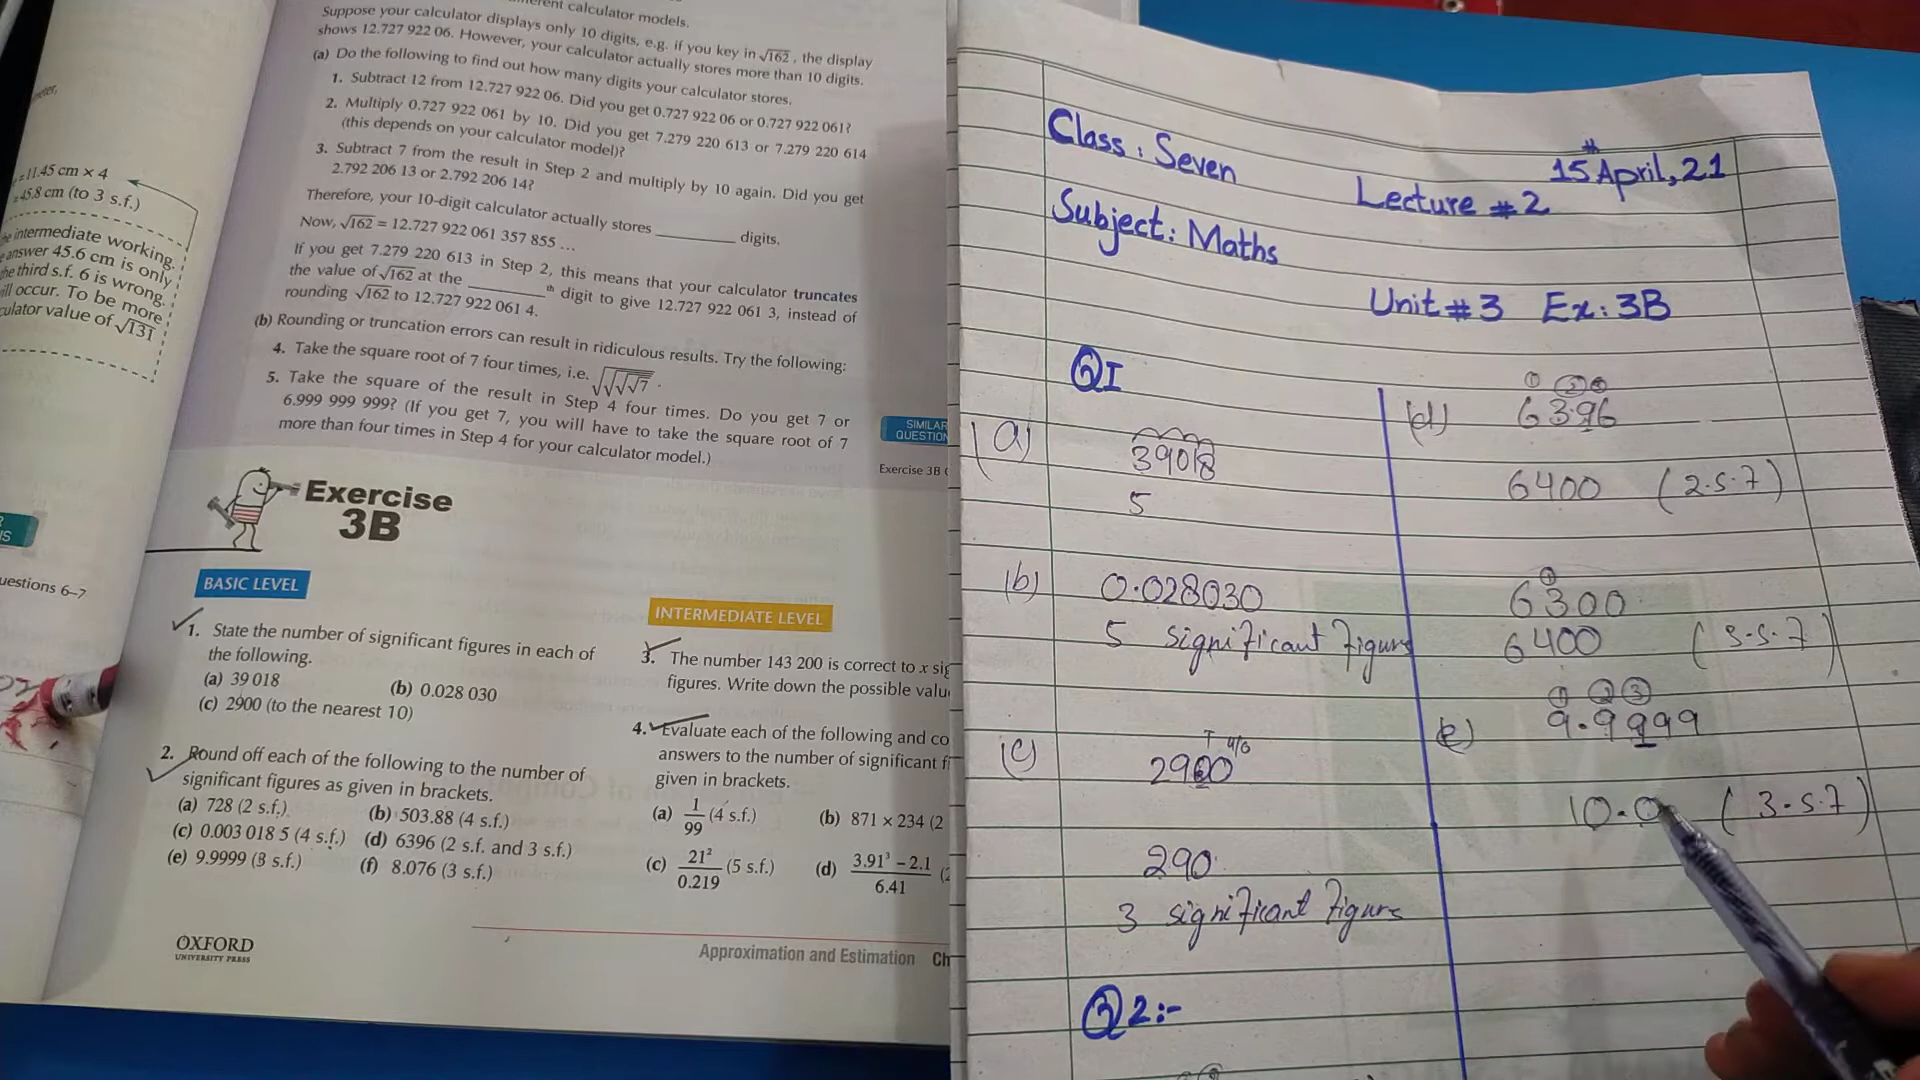 erent calculator models.
Suppose your calculator displays only 10 digits, e.g. if you key in √162, the display
shows 12.727 922 06. However, your calculator actually stores more than 10 digits.
(a) Do the following to find out how many digits your calculator stores.
1. Subtract 12 from 12.727 922 06. Did you get 0.727 922 06 or 0.727 922 061?
2. Multiply 0.727 922 061 by 10. Did you get 7.279 220 613 or 7.279 220 614
(this depends on your calculator model)?
3. Subtract 7 from the result in Step 2 and multiply by 10 again. Did you get
2.792 206 13 or 2.792 206 14?
Therefore, your 10-digit calculator actually stores ________ digits.
Now, √162 = 12.727 922 061 357 855 ...
If you get 7.279 220 613 in Step 2, this means that your calculator truncates
the value of √162 at the ________th digit to give 12.727 922 061 3, instead of
rounding √162 to 12.727 922 061 4.
(b) Rounding or truncation errors can result in ridiculous results. Try the following:
4. Take the square root of 7 four times, i.e. √√√√7.
5. Take the square of the result in Step 4 four times. Do you get 7 or
6.999 999 999? (If you get 7, you will have to take the square root of 7
more than four times in Step 4 for your calculator model.)
SIMILAR
QUESTION
Exercise 3B
= 11.45 cm × 4
= 45.8 cm (to 3 s.f.)
intermediate working,
answer 45.6 cm is only
the third s.f. 6 is wrong.
ill occur. To be more
culator value of √131
uestions 6–7
Exercise
3B
BASIC LEVEL
1. State the number of significant figures in each of
the following.
(a) 39 018
(b) 0.028 030
(c) 2900 (to the nearest 10)
2. Round off each of the following to the number of
significant figures as given in brackets.
(a) 728 (2 s.f.)
(b) 503.88 (4 s.f.)
(c) 0.003 018 5 (4 s.f.)
(d) 6396 (2 s.f. and 3 s.f.)
(e) 9.9999 (3 s.f.)
(f) 8.076 (3 s.f.)
INTERMEDIATE LEVEL
3. The number 143 200 is correct to x sig
figures. Write down the possible valu
4. Evaluate each of the following and co
answers to the number of significant f
given in brackets.
(a) 1/99 (4 s.f.)
(b) 871 × 234 (2
(c) 21²/0.219 (5 s.f.)
(d) 3.91³ – 2.1/6.41
OXFORD
UNIVERSITY PRESS
Approximation and Estimation Ch
Class: Seven
15th April, 21
Lecture #2
Subject: Maths
Unit #3 Ex: 3B
Q1
(a) 39018
5
(b) 0.028030
5 significant figure
(c) 2900
290
3 significant figure
Q2:-
(d) 6396
6400 (2.s.f)
6300
6400 (3.s.f)
(e) 9.9999
10.0 (3.s.f)